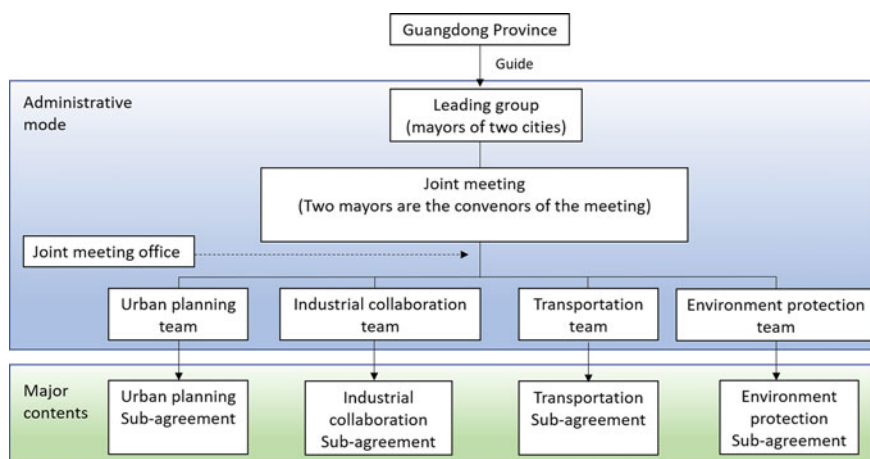 Guangdong Province
Guide
Administrative
mode
Leading group
(mayors of two cities)
Joint meeting
(Two mayors are the convenors of the meeting)
Joint meeting office
Urban planning
team
Industrial collaboration
team
Transportation
team
Environment protection
team
Major
contents
Urban planning
Sub-agreement
Industrial
collaboration
Sub-agreement
Transportation
Sub-agreement
Environment
protection
Sub-agreement